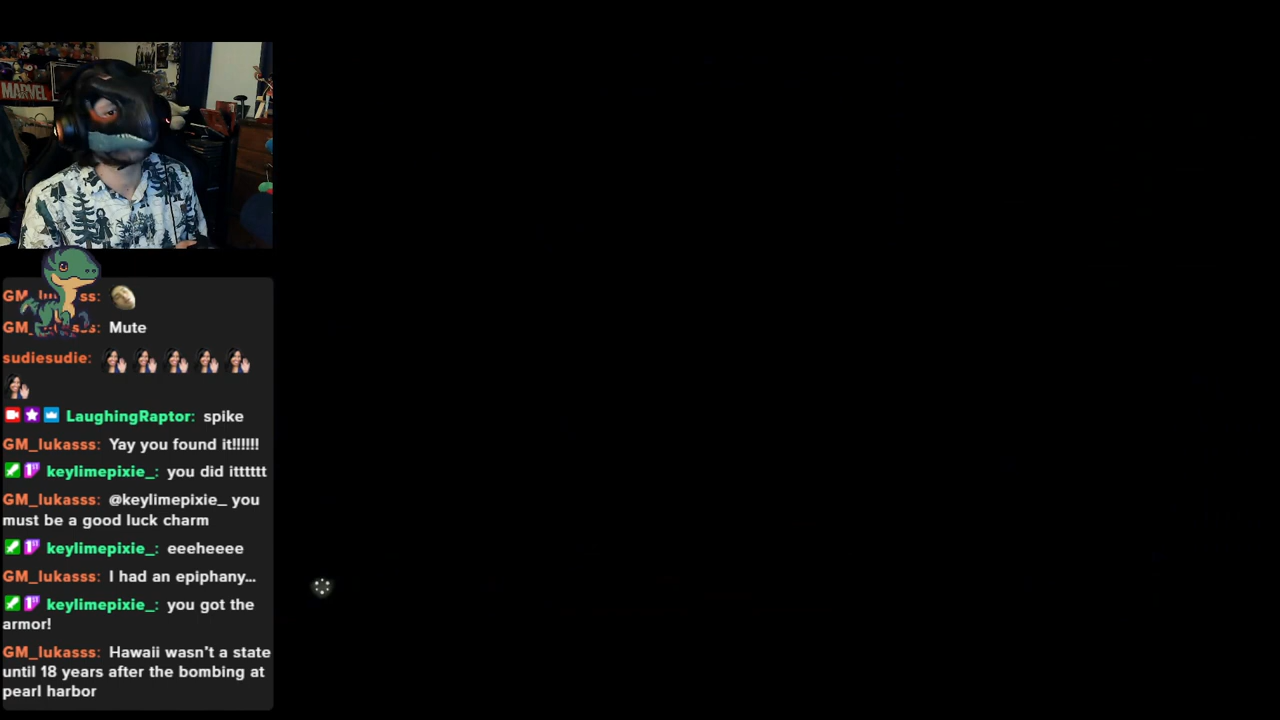 MARVEL
GM_lukasss:
GM_lukasss: Mute
sudiesudie:
LaughingRaptor: spike
GM_lukasss: Yay you found it!!!!!!
keylimepixie_: you did itttttt
GM_lukasss: @keylimepixie_ you
must be a good luck charm
keylimepixie_: eeeheeee
GM_lukasss: I had an epiphany...
keylimepixie_: you got the
armor!
GM_lukasss: Hawaii wasn't a state
until 18 years after the bombing at
pearl harbor